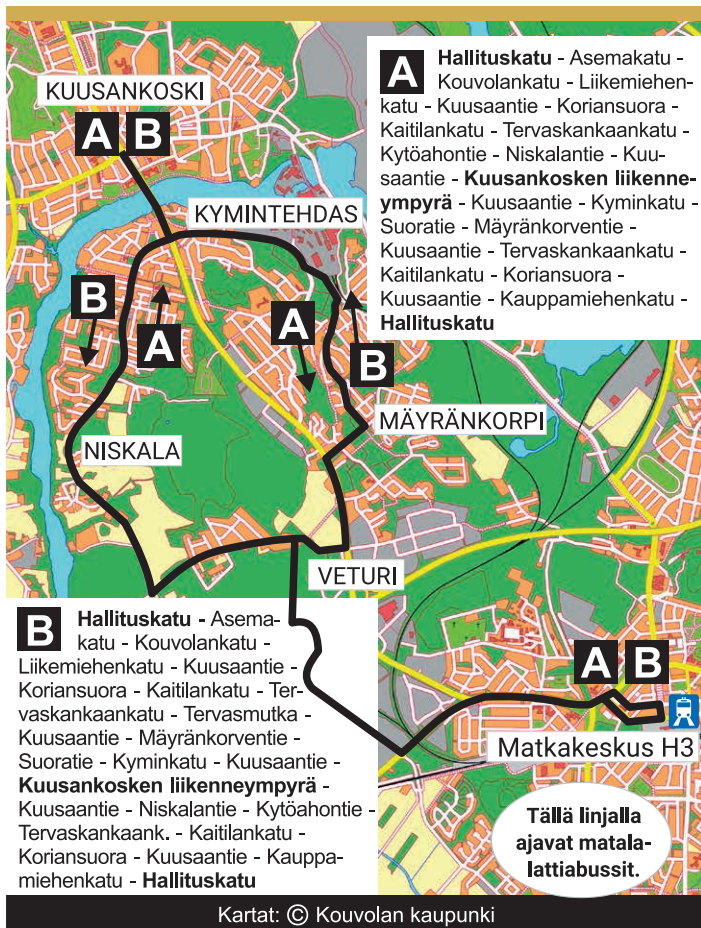 KUUSANKOSKI
A B
A
Hallituskatu - Asemakatu -
Kouvolankatu - Liikemiehen-
katu - Kuusaantie - Koriansuora -
Kaitilankatu - Tervaskankaankatu -
Kytöahontie - Niskalantie - Kuu-
saantie - Kuusankosken liikenne-
ympyrä - Kuusaantie - Kyminkatu -
Suoratie - Mäyränkorventie -
Kuusaantie - Tervaskankaankatu -
Kaitilankatu - Koriansuora -
Kuusaantie - Kauppamiehenkatu -
Hallituskatu
KYMINTEHDAS
B
A
A
B
MÄYRÄNKORPI
NISKALA
VETURI
B
Hallituskatu - Asema-
katu - Kouvolankatu -
Liikemiehenkatu - Kuusaantie -
Koriansuora - Kaitilankatu - Ter-
vaskankaankatu - Tervasmutka -
Kuusaantie - Mäyränkorventie -
Suoratie - Kyminkatu - Kuusaantie -
Kuusankosken liikenneympyrä -
Kuusaantie - Niskalantie - Kytöahontie -
Tervaskankaank. - Kaitilankatu -
Koriansuora - Kuusaantie - Kauppa-
miehenkatu - Hallituskatu
A B
Matkakeskus H3
Tällä linjalla
ajavat matala-
lattiabussit.
Kartat: © Kouvolan kaupunki